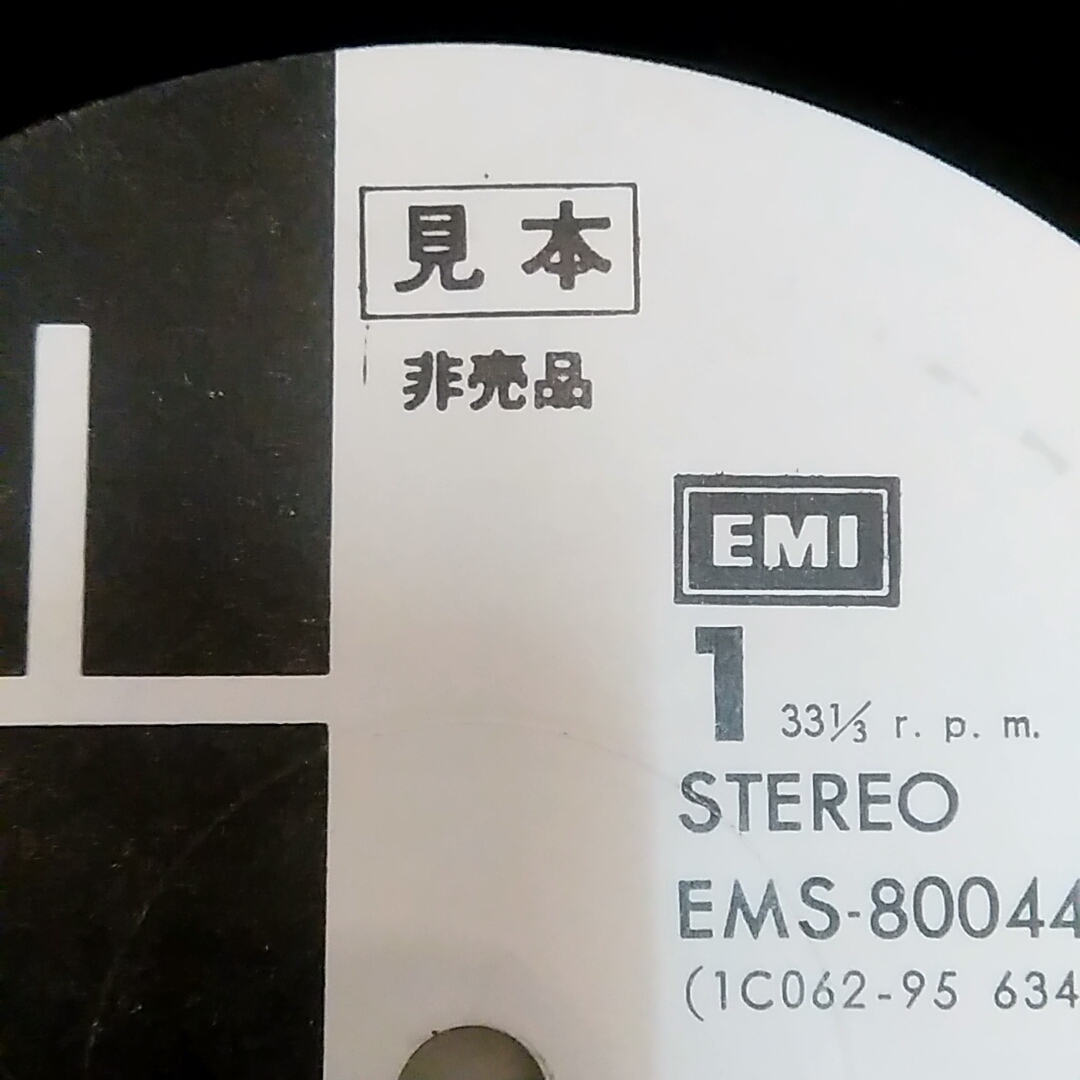 見本
非売品
EMI
1 33⅓ r. p. m.
STEREO
EMS-80044
(1C062-95 634